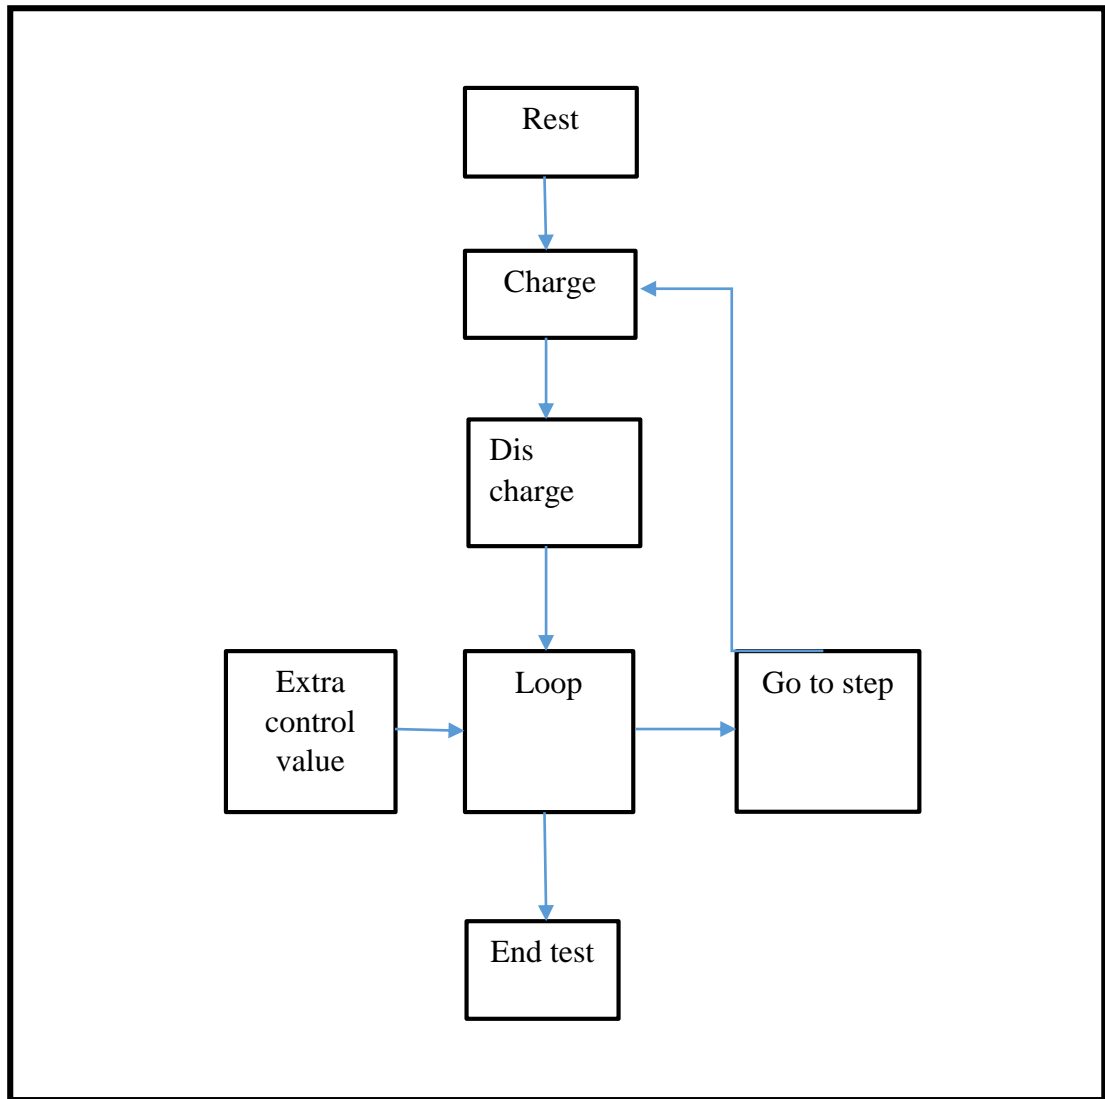 Rest
Charge
Dis
charge
Extra
control
value
Loop
Go to step
End test